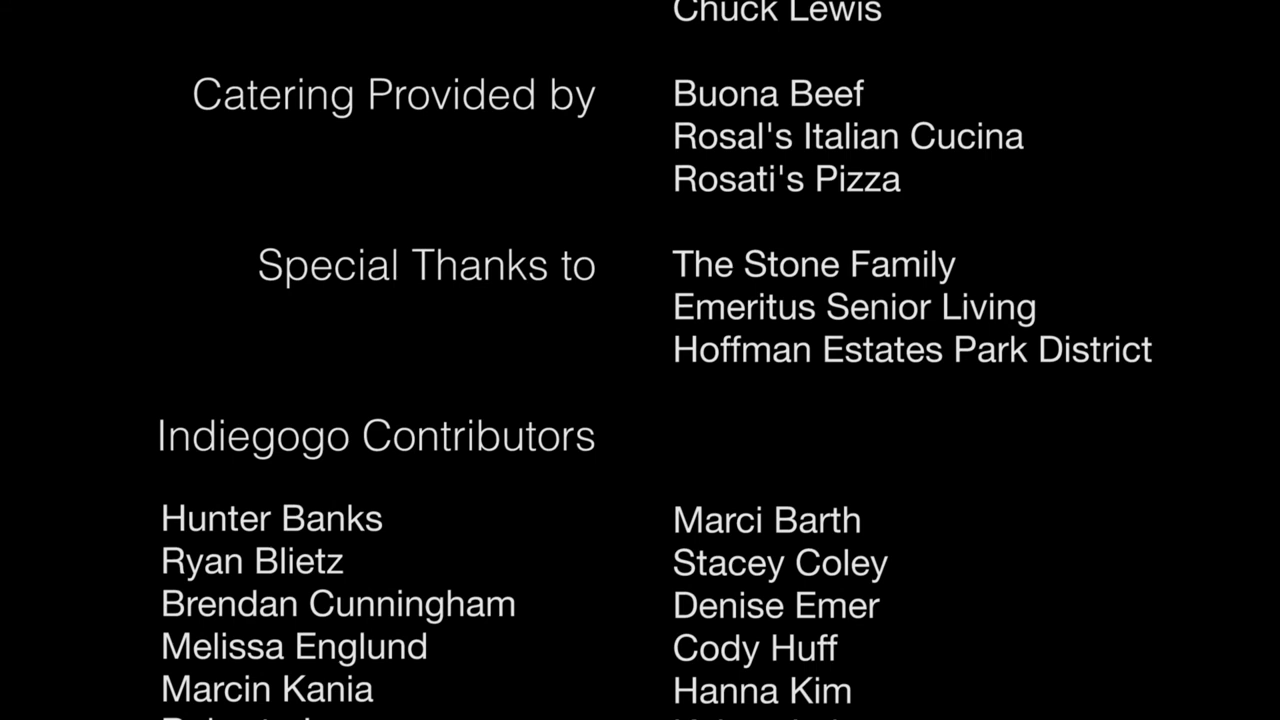 Chuck Lewis
Catering Provided by
Buona Beef
Rosal's Italian Cucina
Rosati's Pizza
Special Thanks to
The Stone Family
Emeritus Senior Living
Hoffman Estates Park District
Indiegogo Contributors
Hunter Banks
Marci Barth
Ryan Blietz
Stacey Coley
Brendan Cunningham
Denise Emer
Melissa Englund
Cody Huff
Marcin Kania
Hanna Kim